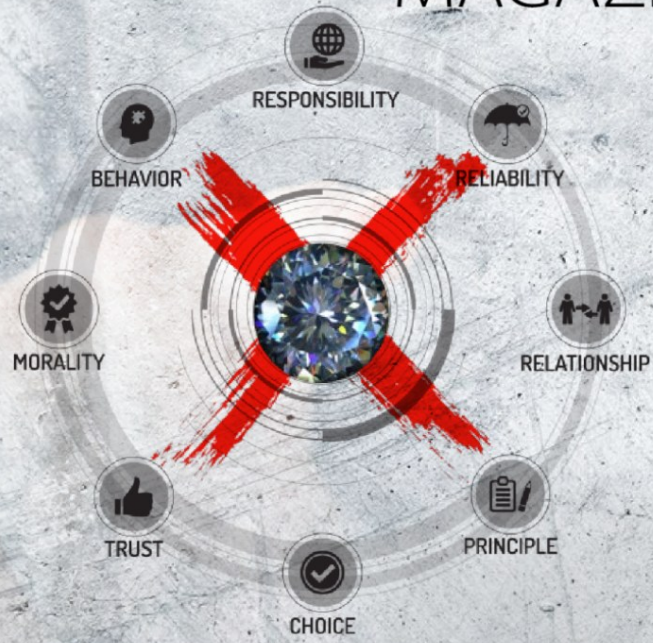 RESPONSIBILITY
BEHAVIOR
RELIABILITY
MORALITY
RELATIONSHIP
TRUST
PRINCIPLE
CHOICE